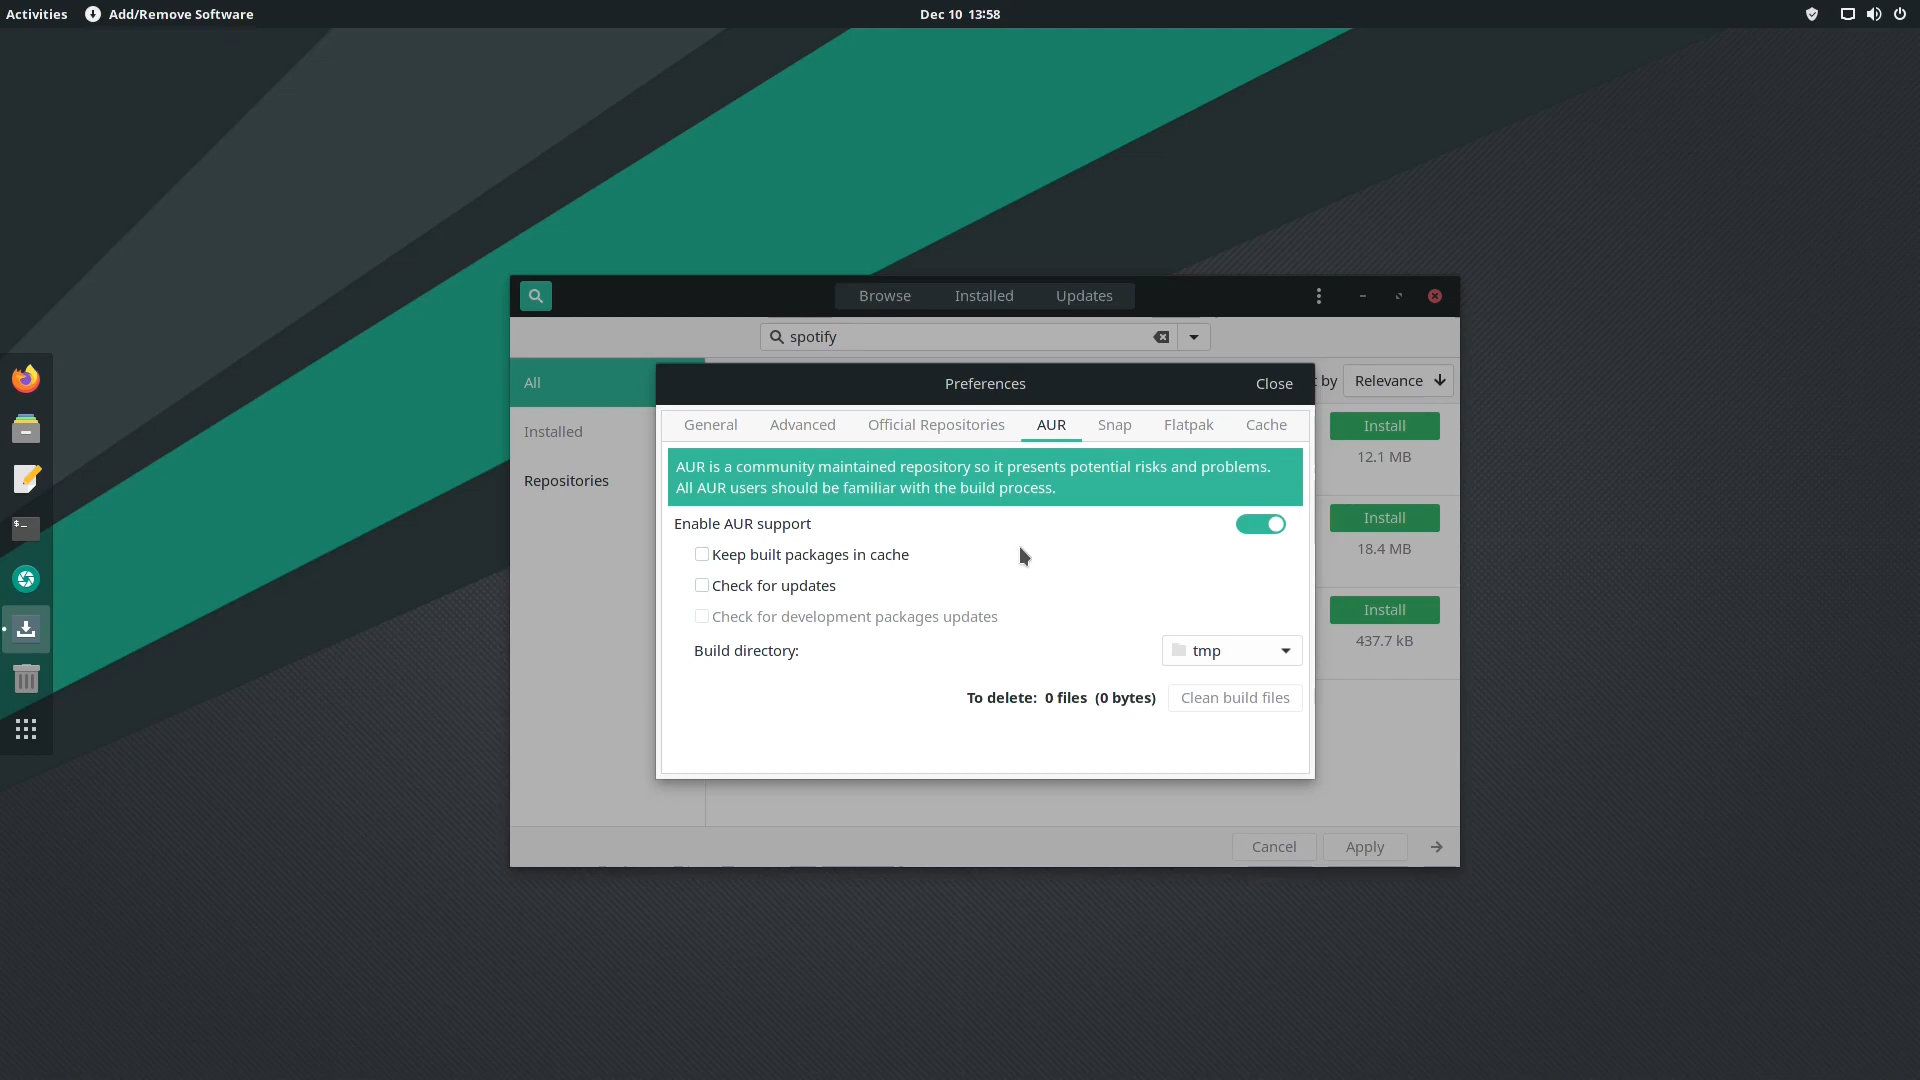 Activities
Add/Remove Software
Dec 10 13:58
Browse
Installed
Updates
spotify
All
Installed
Repositories
by
Relevance
Preferences
Close
General
Advanced
Official Repositories
AUR
Snap
Flatpak
Cache
AUR is a community maintained repository so it presents potential risks and problems.
All AUR users should be familiar with the build process.
Enable AUR support
Keep built packages in cache
Check for updates
Check for development packages updates
Build directory:
tmp
To delete: 0 files (0 bytes)
Clean build files
Install
12.1 MB
Install
18.4 MB
Install
437.7 kB
Cancel
Apply
$_